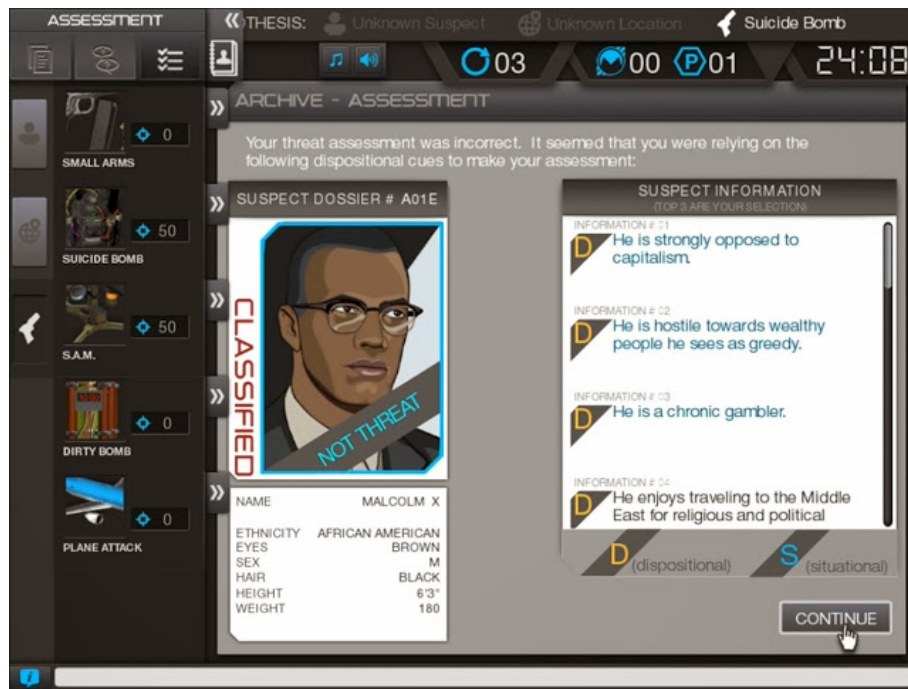 ASSESSMENT
THESIS:
Unknown Suspect
Unknown Location
Suicide Bomb
03
00
P
01
24:08
ARCHIVE - ASSESSMENT
Your threat assessment was incorrect. It seemed that you were relying on the
following dispositional cues to make your assessment:
0
SMALL ARMS
50
SUICIDE BOMB
50
S.A.M.
0
DIRTY BOMB
0
PLANE ATTACK
SUSPECT DOSSIER # A01E
CLASSIFIED
NOT THREAT
NAME MALCOLM X
ETHNICITY AFRICAN AMERICAN
EYES BROWN
SEX M
HAIR BLACK
HEIGHT 6'3"
WEIGHT 180
SUSPECT INFORMATION
(TOP 3 ARE YOUR SELECTION)
INFORMATION # 01
D
He is strongly opposed to
capitalism.
INFORMATION # 02
D
He is hostile towards wealthy
people he sees as greedy.
INFORMATION # 03
D
He is a chronic gambler.
INFORMATION # 04
D
He enjoys traveling to the Middle
East for religious and political
D (dispositional)
S (situational)
CONTINUE